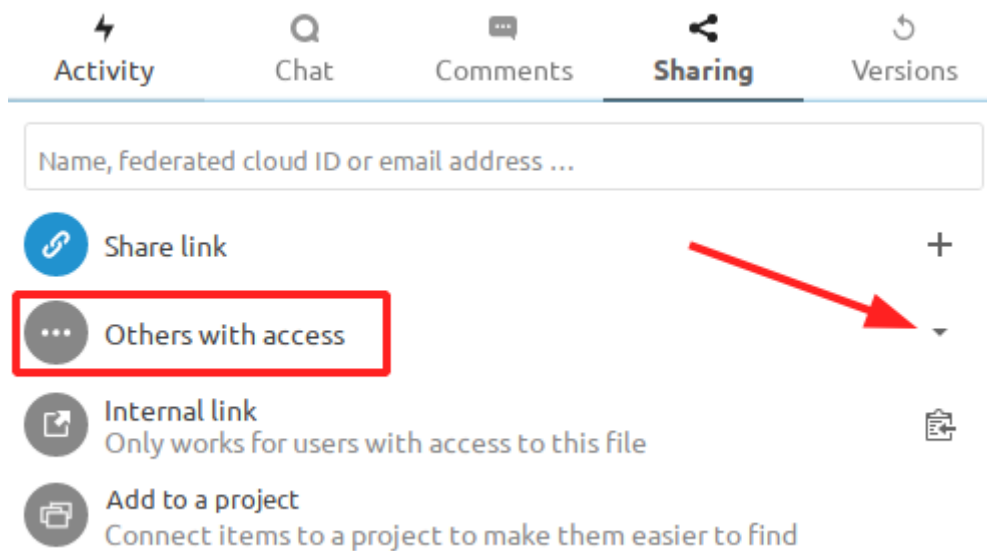 Activity Chat Comments Sharing Versions
Name, federated cloud ID or email address ...
Share link
Others with access
Internal link
Only works for users with access to this file
Add to a project
Connect items to a project to make them easier to find